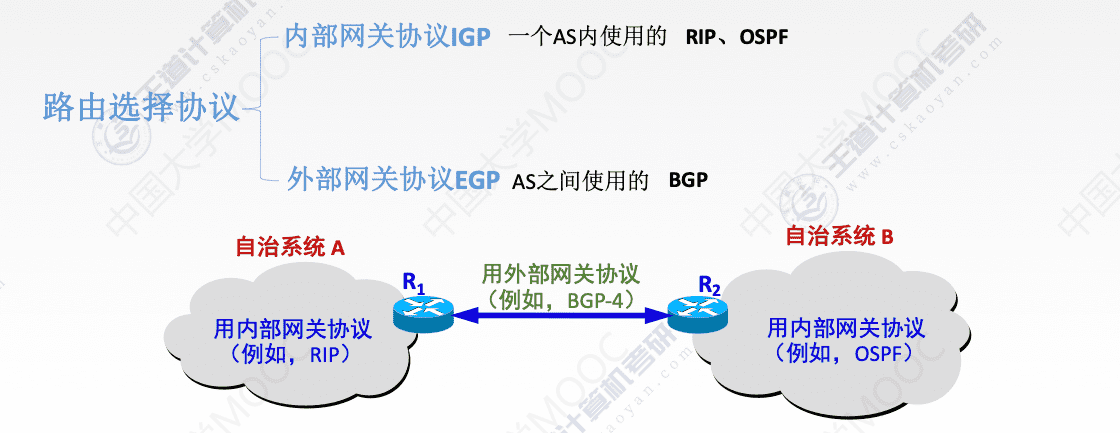 内部网关协议IGP 一个AS内使用的 RIP、OSPF
路由选择协议
外部网关协议EGP AS之间使用的 BGP
自治系统 A
自治系统 B
R1
用外部网关协议
（例如，BGP-4）
R2
用内部网关协议
（例如，RIP）
用内部网关协议
（例如，OSPF）
王道计算机考研
www.cskaoyan.com
中国大学MOOC